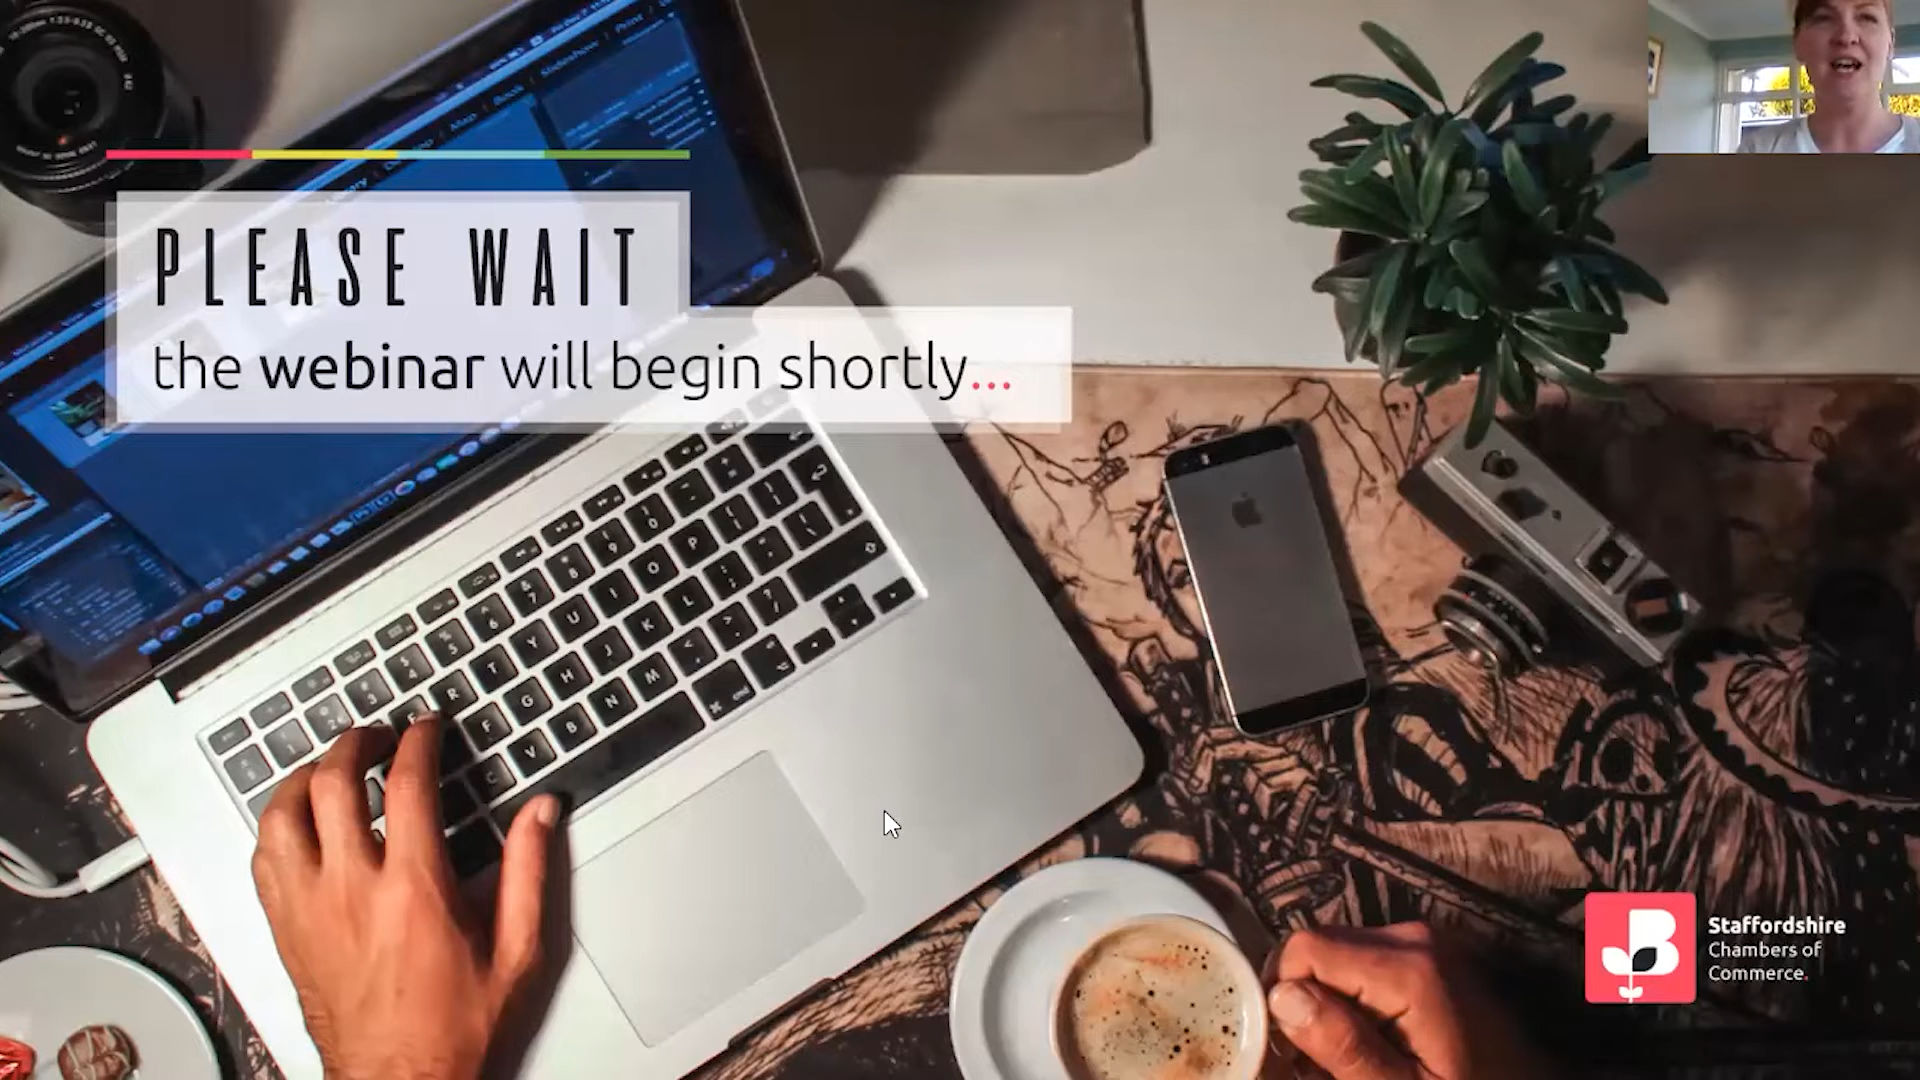 PLEASE WAIT
the webinar will begin shortly...
Staffordshire
Chambers of
Commerce.